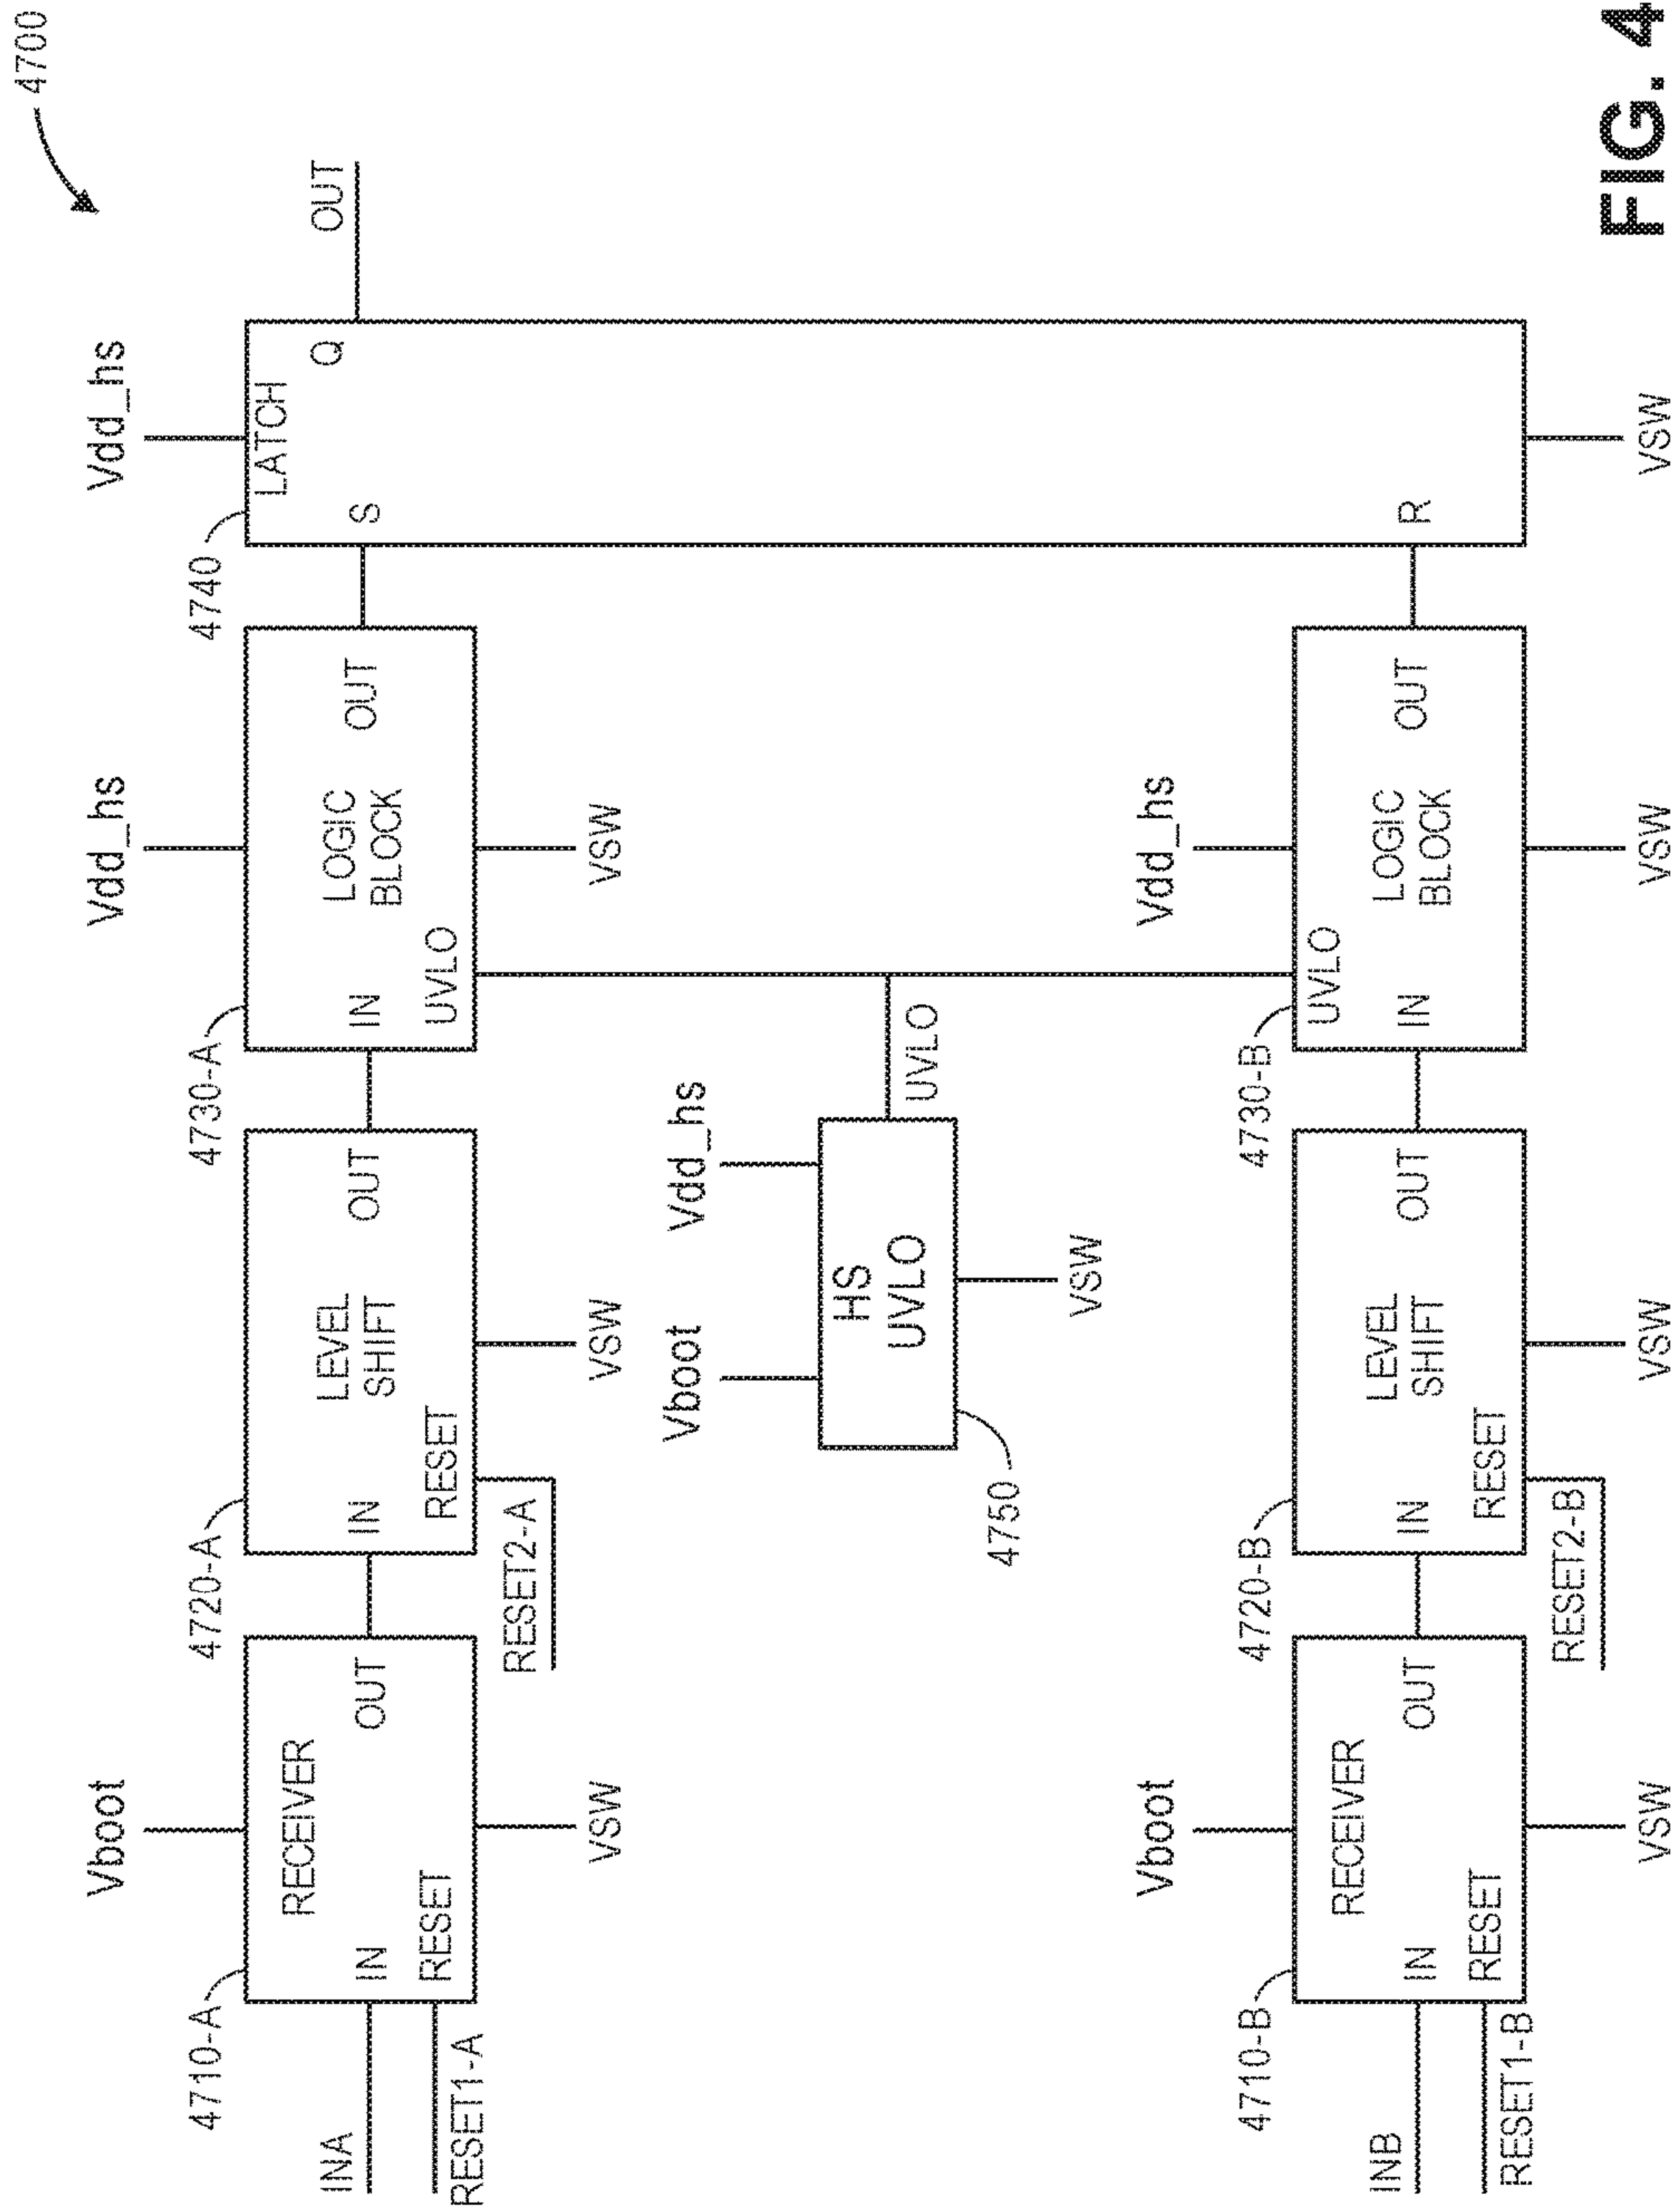 4700
Vboot
Vdd_hs
Vdd_hs
4710-A
4720-A
4730-A
4740
INA
RESET1-A
RECEIVER
IN
OUT
RESET
VSW
LEVEL
SHIFT
IN
OUT
RESET
RESET2-A
VSW
LOGIC
BLOCK
IN
OUT
UVLO
VSW
LATCH
S
Q
R
OUT
VSW
Vboot
Vdd_hs
HS
UVLO
UVLO
VSW
4750
Vboot
Vdd_hs
4710-B
4720-B
4730-B
INB
RESET1-B
RECEIVER
IN
OUT
RESET
VSW
LEVEL
SHIFT
IN
OUT
RESET
RESET2-B
VSW
UVLO
LOGIC
BLOCK
IN
OUT
VSW
FIG. 4